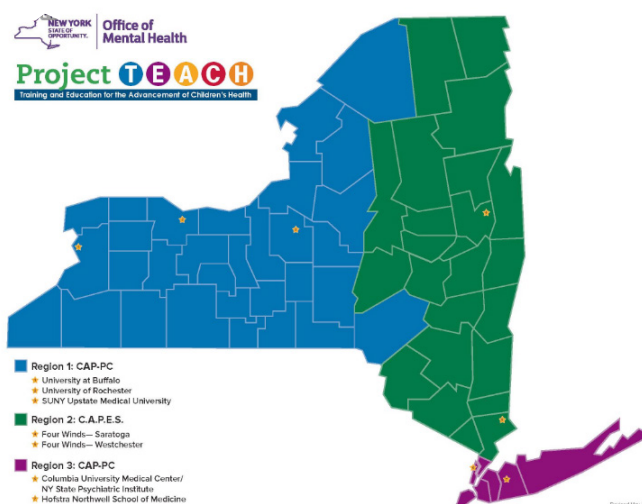 NEW YORK
STATE OF
OPPORTUNITY.
Office of
Mental Health
Project TEACH
Training and Education for the Advancement of Children's Health
Region 1: CAP-PC
University at Buffalo
University of Rochester
SUNY Upstate Medical University
Region 2: C.A.P.E.S.
Four Winds— Saratoga
Four Winds— Westchester
Region 3: CAP-PC
Columbia University Medical Center/
NY State Psychiatric Institute
Hofstra Northwell School of Medicine